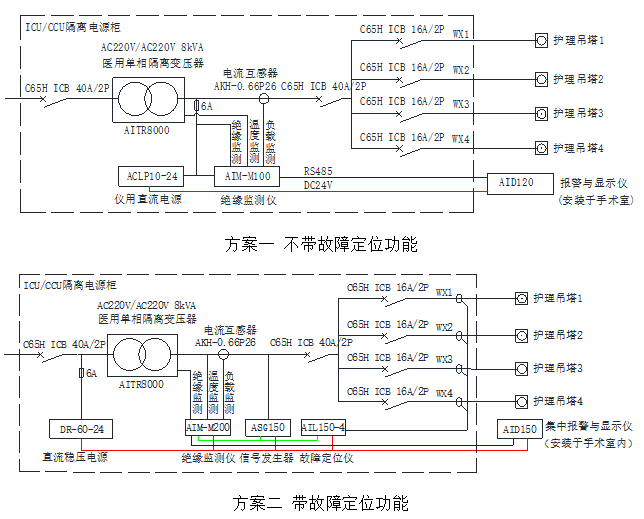 ICU/CCU隔离电源柜
AC220V/AC220V 8kVA
医用单相隔离变压器
C65H ICB 40A/2P
AITR8000
6A
电流互感器
AKH-0.66P26
C65H ICB 40A/2P
C65H ICB 16A/2P
WX1
护理吊塔1
C65H ICB 16A/2P
WX2
护理吊塔2
C65H ICB 16A/2P
WX3
护理吊塔3
C65H ICB 16A/2P
WX4
护理吊塔4
绝缘监测
温度监测
负载监测
ACLP10-24
仪用直流电源
AIM-M100
绝缘监测仪
RS485
DC24V
AID120
报警与显示仪
(安装于手术室)
方案一 不带故障定位功能
ICU/CCU隔离电源柜
AC220V/AC220V 8kVA
医用单相隔离变压器
C65H ICB 40A/2P
AITR8000
6A
电流互感器
AKH-0.66P26
C65H ICB 40A/2P
C65H ICB 16A/2P
WX1
护理吊塔1
C65H ICB 16A/2P
WX2
护理吊塔2
C65H ICB 16A/2P
WX3
护理吊塔3
C65H ICB 16A/2P
WX4
护理吊塔4
绝缘监测
温度监测
负载监测
DR-60-24
直流稳压电源
AIM-M200
绝缘监测仪
ASG150
信号发生器
AIL150-4
故障定位仪
AID150
集中报警与显示仪
(安装于手术室内)
方案二 带故障定位功能